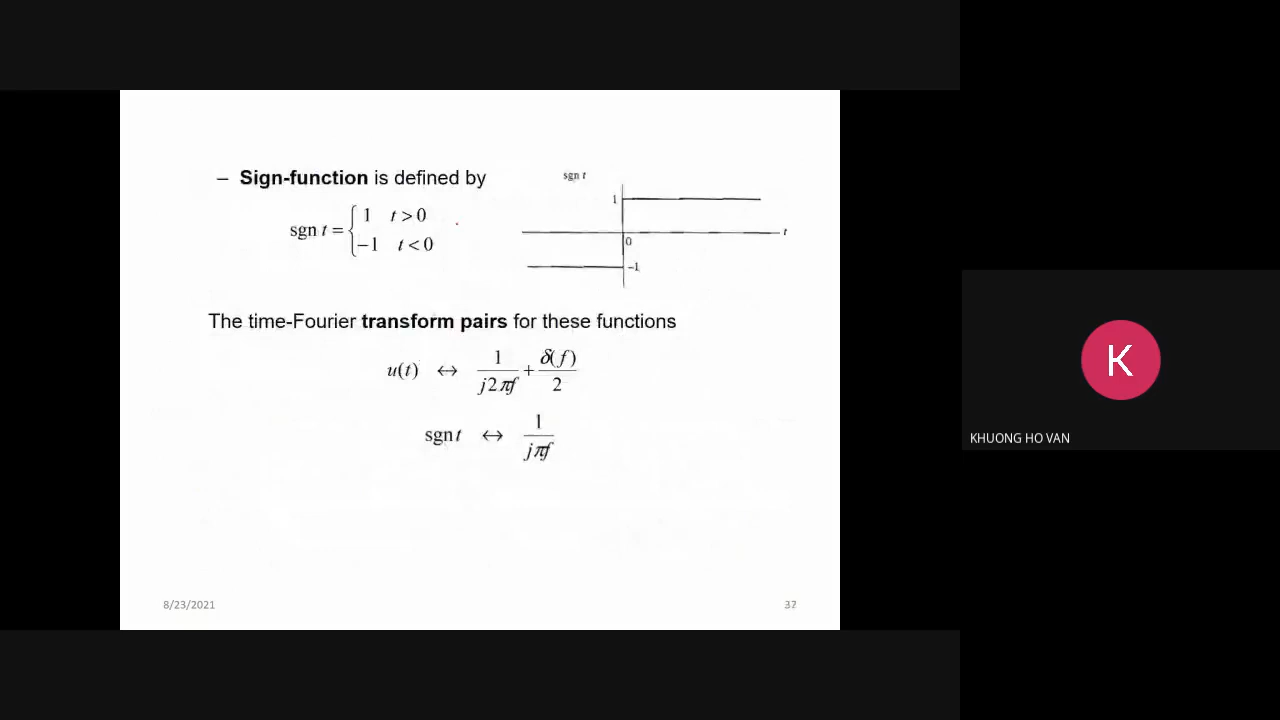 – Sign-function is defined by
sgn t = { 1 t > 0
−1 t < 0
sgn t
1
t
0
−1
The time-Fourier transform pairs for these functions
u(t) ↔ 1/(j2πf) + δ(f)/2
sgn t ↔ 1/(jπf)
8/23/2021
37
K
KHUONG HO VAN